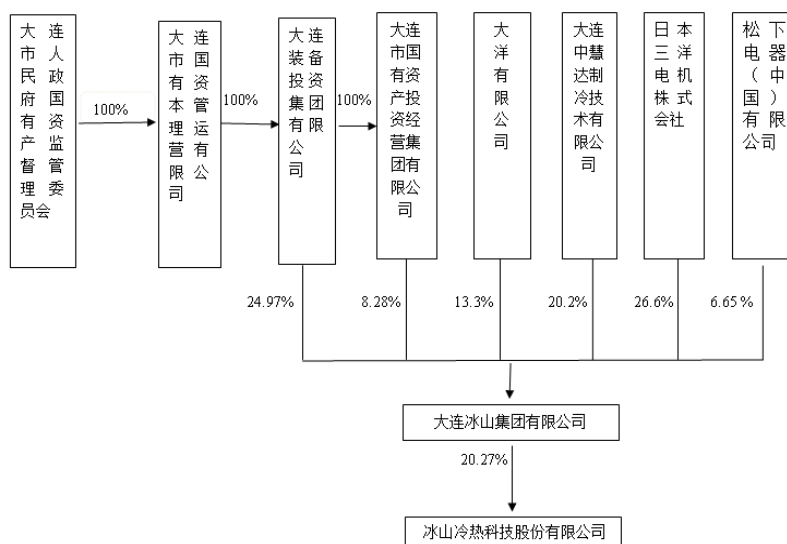 大 连
市 人
民 政
府 国
有 资
产 监
督 管
理 委
员会
100%
大 连
市 国
有 资
本 管
理 运
营 有
限 公
司
100%
大 连
装 备
投 资
集 团
有 限
公
司
100%
大 连
市 国
有 资
产 投
资 经
营 集
团 有
限 公
司
大
洋
有
限
公
司
大 连
中 慧
达 制
冷 技
术 有
限 公
司
日 本
三 洋
电 机
株 式
会 社
松 下
电 器
（ 中
国 ）
有 限
公 司
24.97%
8.28%
13.3%
20.2%
26.6%
6.65%
大连冰山集团有限公司
20.27%
冰山冷热科技股份有限公司